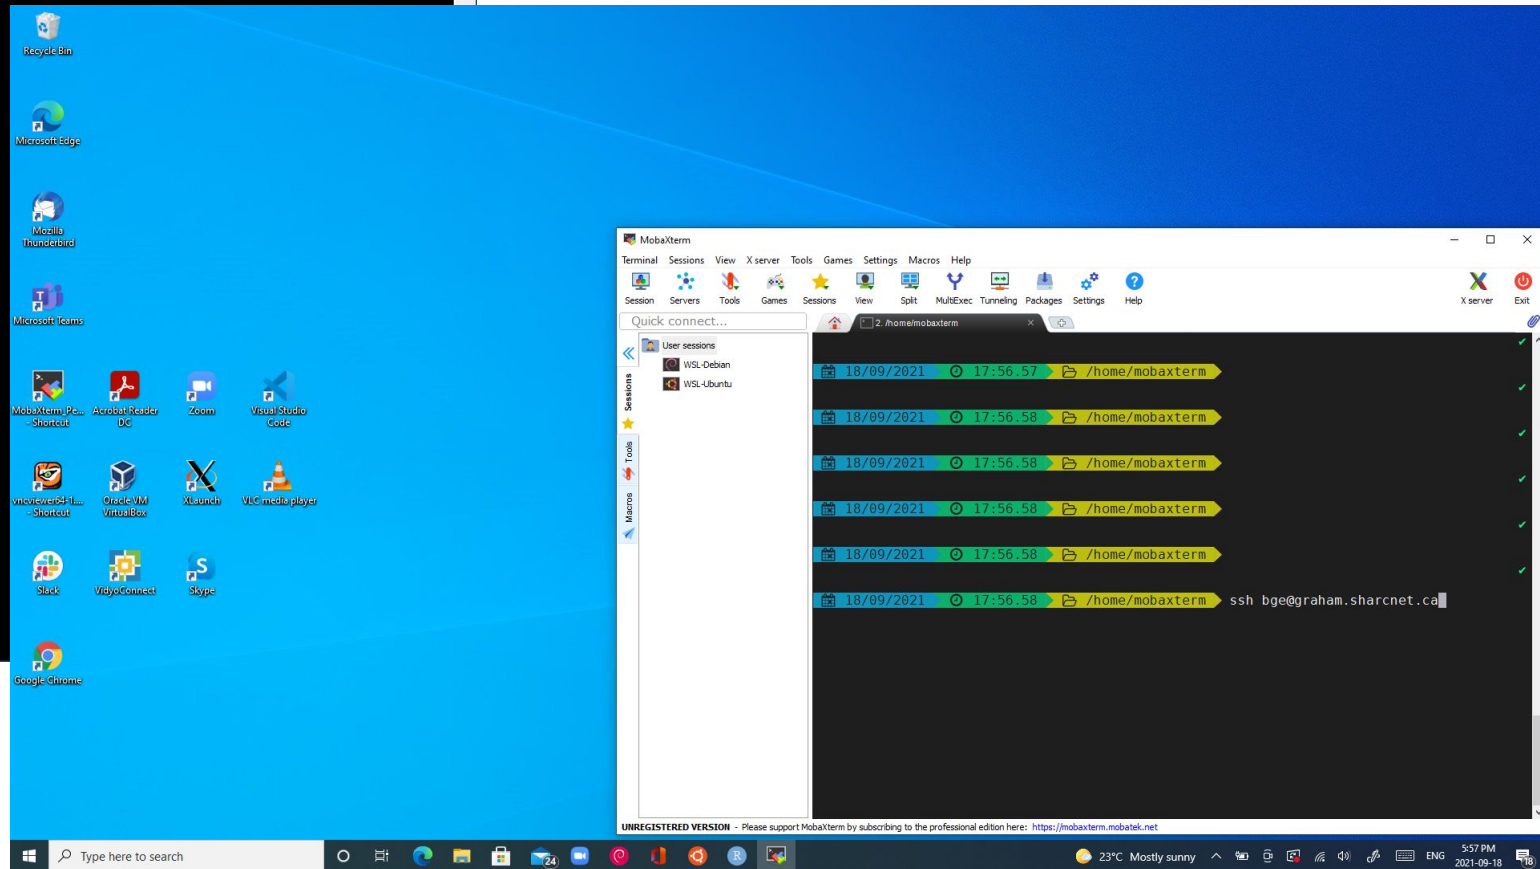 Recycle Bin
Microsoft Edge
Mozilla
Thunderbird
Microsoft Teams
MobaXterm_Pe...
- Shortcut
Acrobat Reader
DC
Zoom
Visual Studio
Code
vncviewer64-1....
- Shortcut
Oracle VM
VirtualBox
XLaunch
VLC media player
Slack
VidyoConnect
Skype
Google Chrome
MobaXterm
Terminal Sessions View X server Tools Games Settings Macros Help
Session Servers Tools Games Sessions View Split MultiExec Tunneling Packages Settings Help X server Exit
Quick connect...
2. /home/mobaxterm
User sessions
WSL-Debian
WSL-Ubuntu
Sessions
Tools
Macros
18/09/2021 17:56.57 /home/mobaxterm
18/09/2021 17:56.58 /home/mobaxterm
18/09/2021 17:56.58 /home/mobaxterm
18/09/2021 17:56.58 /home/mobaxterm
18/09/2021 17:56.58 /home/mobaxterm
18/09/2021 17:56.58 /home/mobaxterm ssh bge@graham.sharcnet.ca
UNREGISTERED VERSION - Please support MobaXterm by subscribing to the professional edition here: https://mobaxterm.mobatek.net
Type here to search
24
23°C Mostly sunny
ENG
5:57 PM
2021-09-18
18